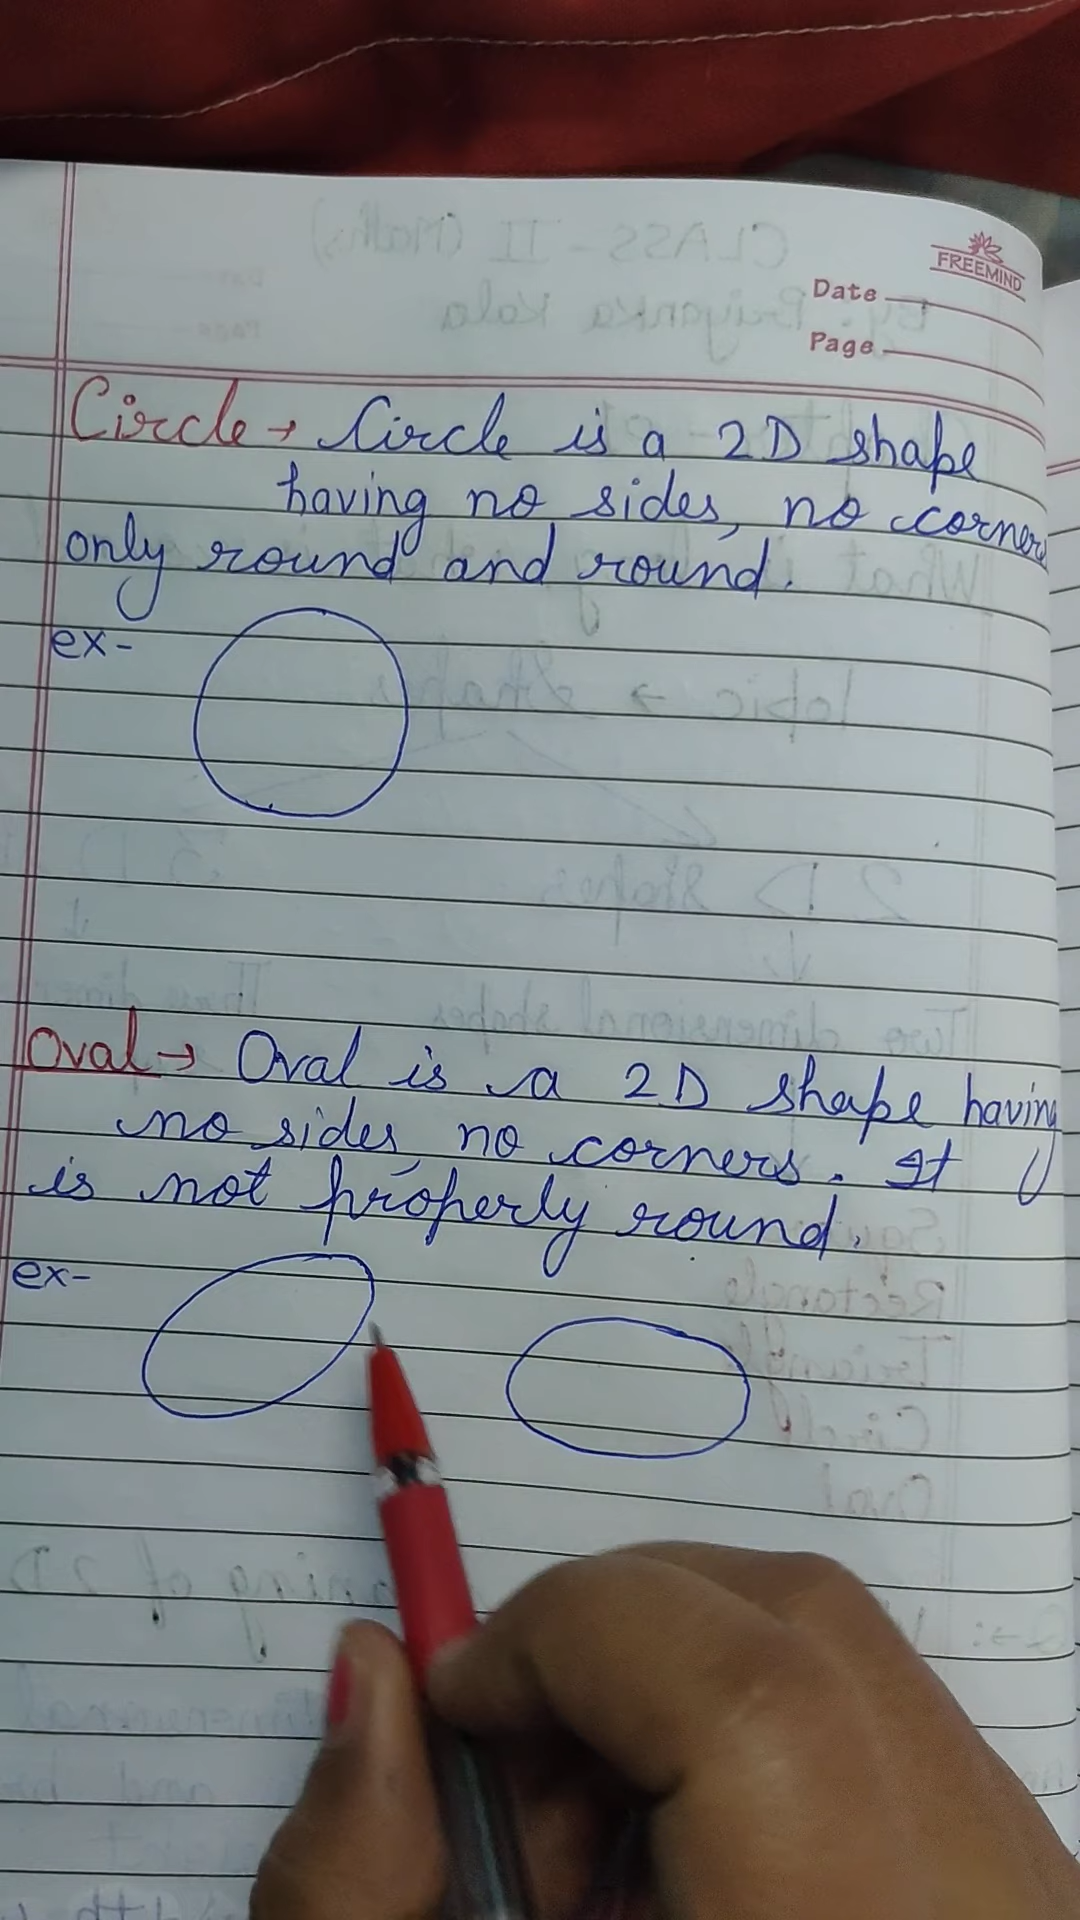 FREEMIND
Date
Page
Circle → Circle is a 2D shape
having no sides, no corners
only round and round.
ex-
Oval → Oval is a 2D shape having
no sides, no corners. It
is not properly round.
ex-